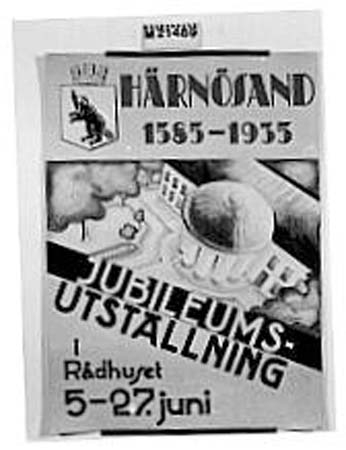 HÄRNÖSAND
1585-1935
JUBILEUMS-
UTSTÄLLNING
I
Rådhuset
5-27. juni